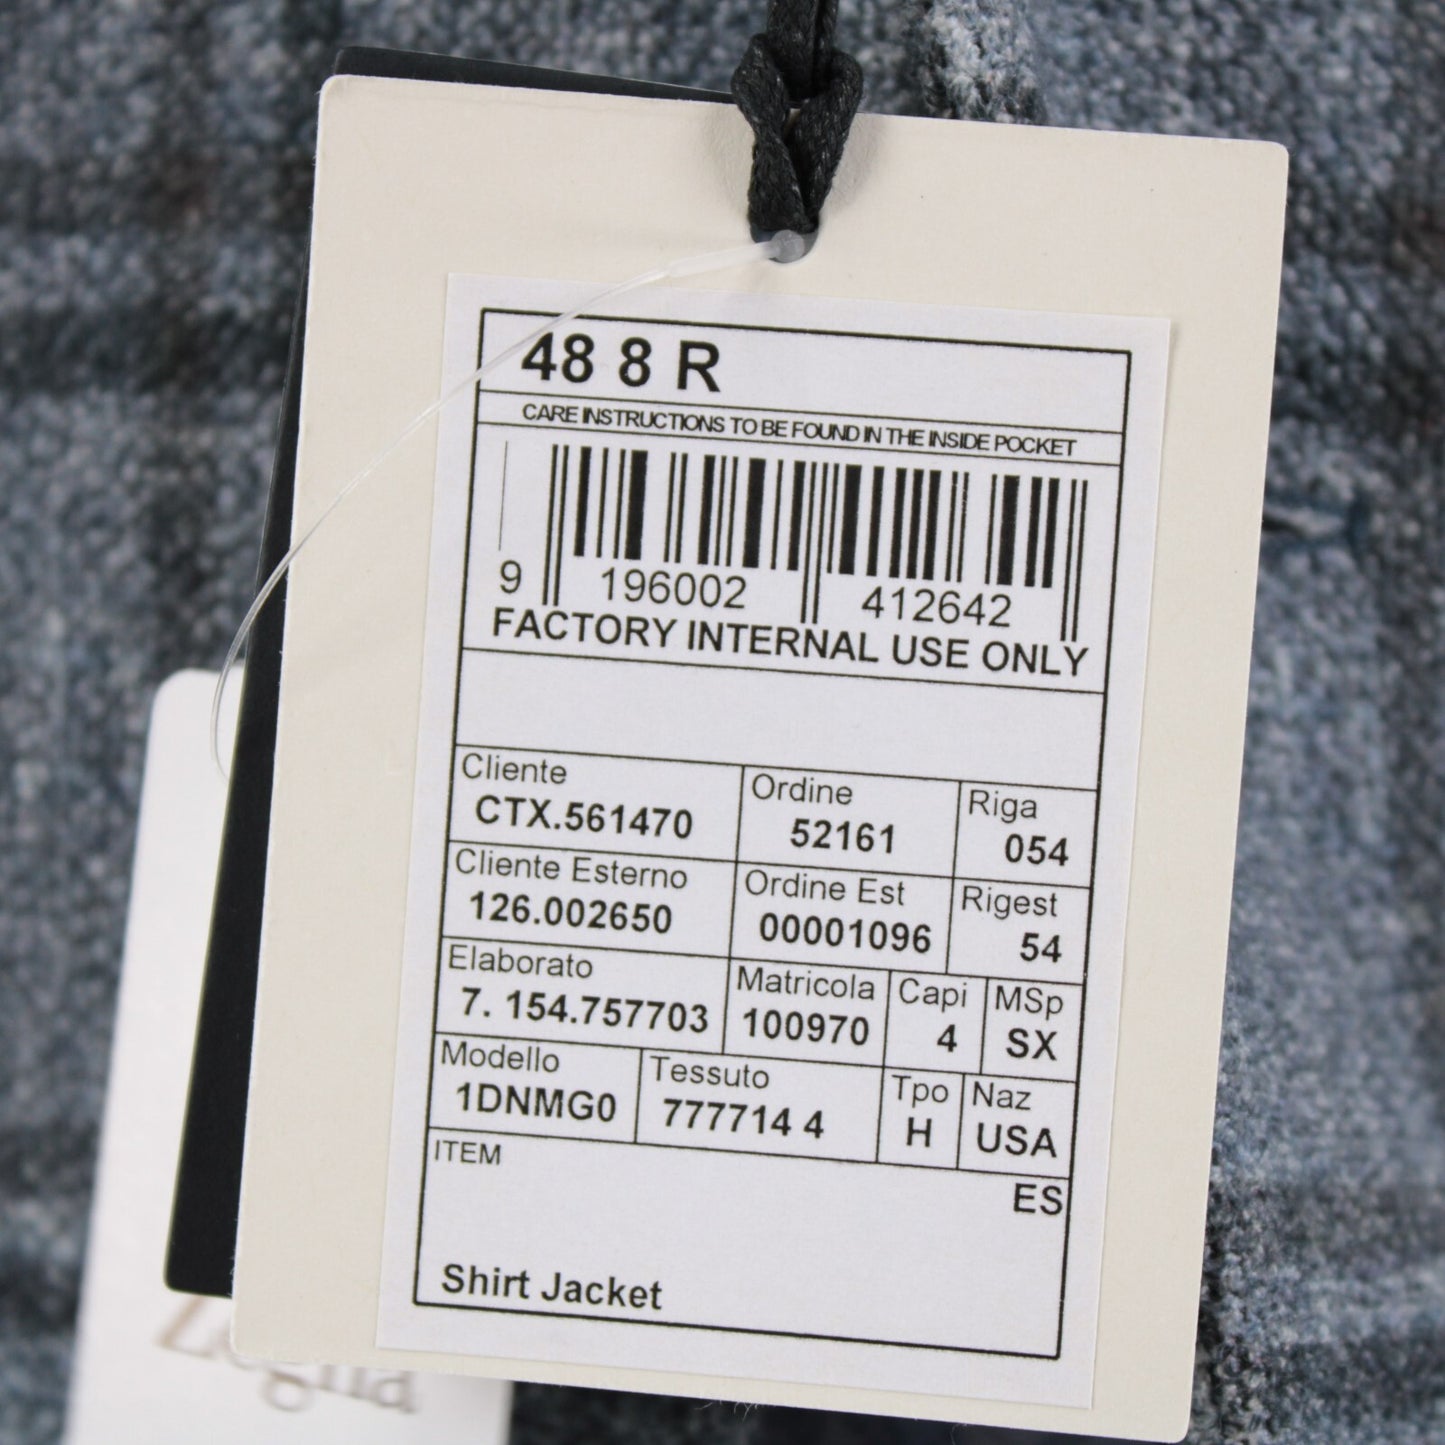 48 8 R
CARE INSTRUCTIONS TO BE FOUND IN THE INSIDE POCKET
9 196002 412642
FACTORY INTERNAL USE ONLY
Cliente Ordine Riga
CTX.561470 52161 054
Cliente Esterno Ordine Est Rigest
126.002650 00001096 54
Elaborato Matricola Capi MSp
7. 154.757703 100970 4 SX
Modello Tessuto Tpo Naz
1DNMG0 777714 4 H USA
ITEM
ES
Shirt Jacket
Zegna